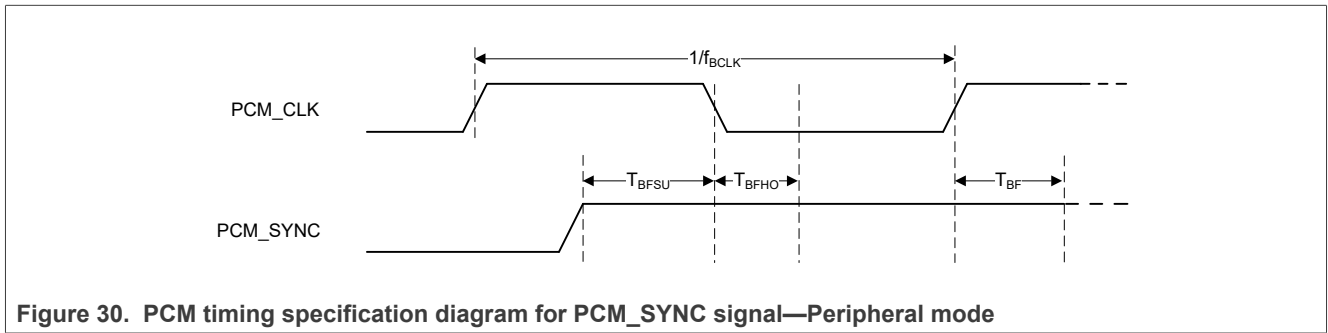 1/fBCLK
PCM_CLK
TBFSU
TBFHO
TBF
PCM_SYNC
Figure 30. PCM timing specification diagram for PCM_SYNC signal—Peripheral mode